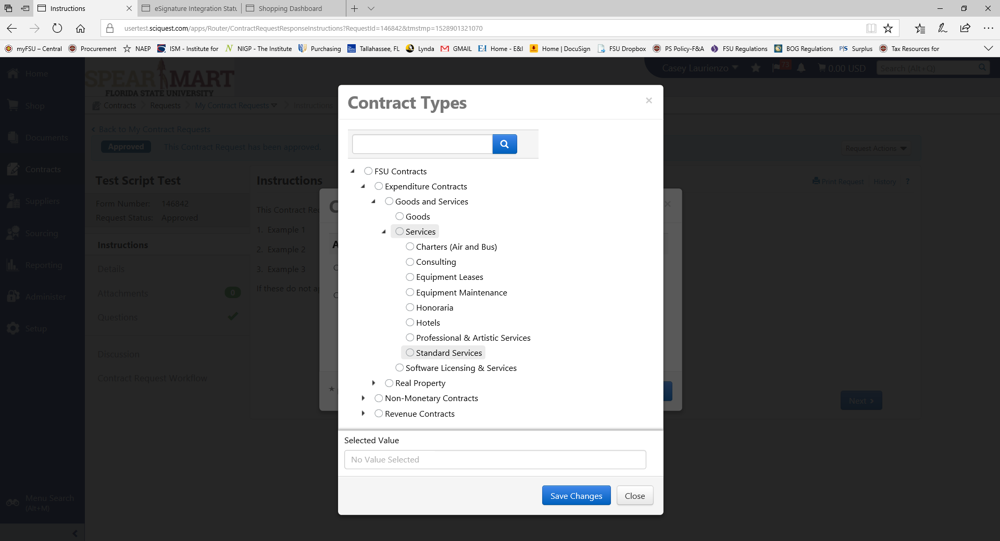 Instructions
eSignature Integration Statu
Shopping Dashboard
usertest.sciquest.com/apps/Router/ContractRequestResponseInstructions?RequestId=146842&tmstmp=1528901321070
myFSU – Central
Procurement
NAEP
ISM - Institute for
NIGP - The Institute
Purchasing
Tallahassee, FL
Lynda
GMAIL
Home - E&I
Home | DocuSign
FSU Dropbox
PS Policy-F&A
FSU Regulations
BOG Regulations
Surplus
Tax Resources for
Home
Shop
Documents
Contracts
Suppliers
Sourcing
Reporting
Administer
Setup
Menu Search
(Alt+M)
SPEAR MART
FLORIDA STATE UNIVERSITY
Casey Laurienzo
73
0.00 USD
Search (Alt+Q)
Contracts
Requests
My Contract Requests
Instructions
Back to My Contract Requests
Approved
This Contract Request has been approved.
Request Actions
Test Script Test
Form Number: 146842
Request Status: Approved
Instructions
Details
Attachments 0
Questions
Discussion
Contract Request Workflow
Instructions
Print Request
History
?
This Contract Rec
1. Example 1
2. Example 2
3. Example 3
If these do not a
Next
Contract Types
FSU Contracts
Expenditure Contracts
Goods and Services
Goods
Services
Charters (Air and Bus)
Consulting
Equipment Leases
Equipment Maintenance
Honoraria
Hotels
Professional & Artistic Services
Standard Services
Software Licensing & Services
Real Property
Non-Monetary Contracts
Revenue Contracts
Selected Value
No Value Selected
Save Changes
Close